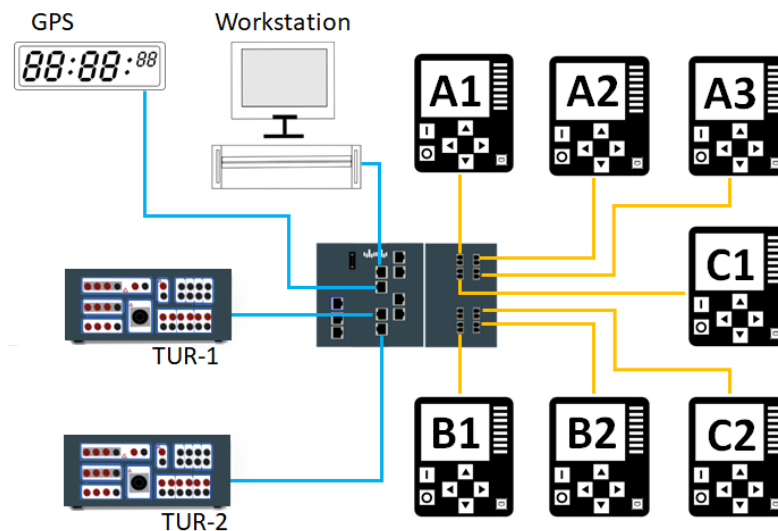 GPS
Workstation
88:88:88
A1
A2
A3
C1
TUR-1
B1
B2
C2
TUR-2